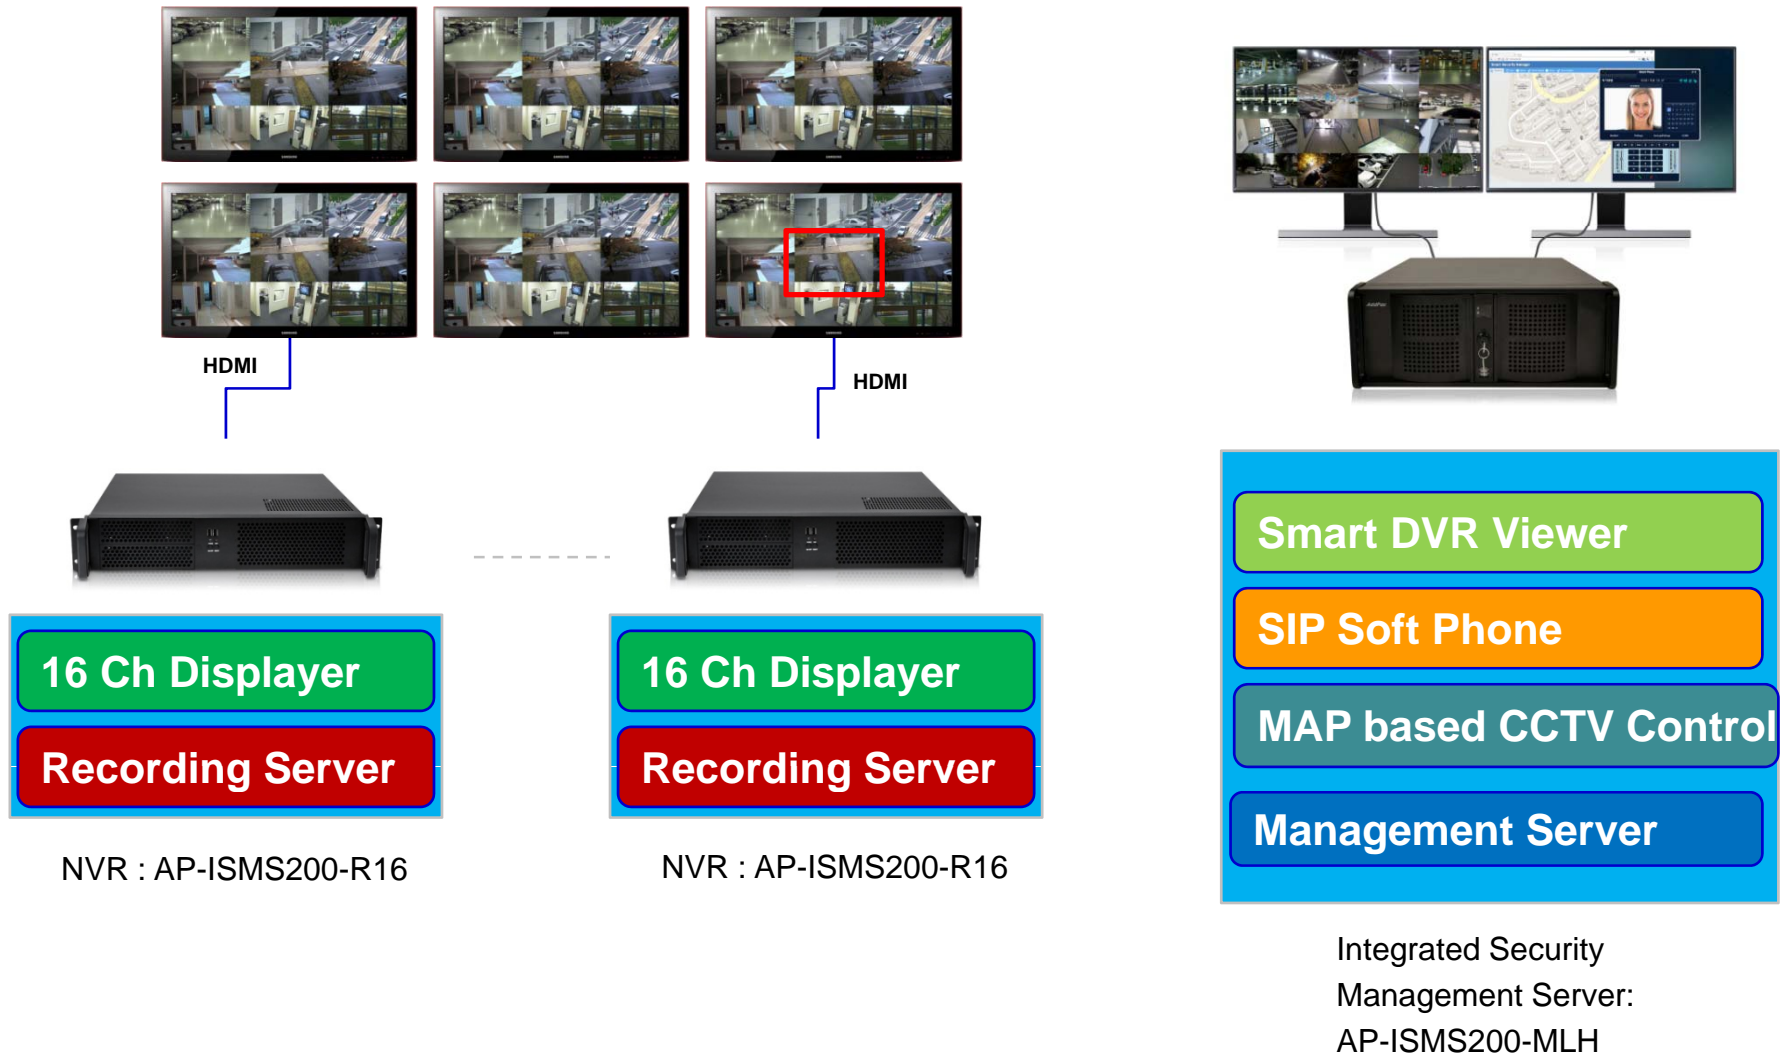 HDMI
HDMI
16 Ch Displayer
Recording Server
NVR : AP-ISMS200-R16
16 Ch Displayer
Recording Server
NVR : AP-ISMS200-R16
Smart DVR Viewer
SIP Soft Phone
MAP based CCTV Control
Management Server
Integrated Security
Management Server:
AP-ISMS200-MLH